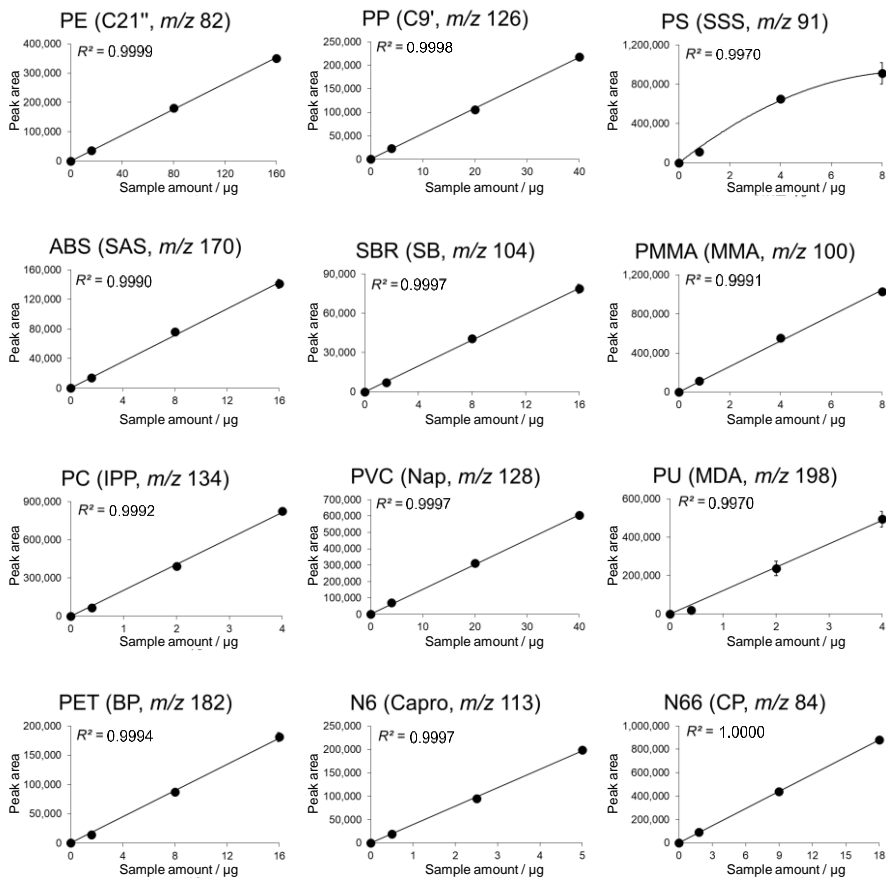 PE (C21", m/z 82)
R² = 0.9999
Peak area
400,000
300,000
200,000
100,000
0
0 40 80 120 160
Sample amount / µg
PP (C9', m/z 126)
R² = 0.9998
Peak area
250,000
200,000
150,000
100,000
50,000
0
0 10 20 30 40
Sample amount / µg
PS (SSS, m/z 91)
R² = 0.9970
Peak area
1,200,000
800,000
400,000
0
0 2 4 6 8
Sample amount / µg
ABS (SAS, m/z 170)
R² = 0.9990
Peak area
160,000
120,000
80,000
40,000
0
0 4 8 12 16
Sample amount / µg
SBR (SB, m/z 104)
R² = 0.9997
Peak area
90,000
60,000
30,000
0
0 4 8 12 16
Sample amount / µg
PMMA (MMA, m/z 100)
R² = 0.9991
Peak area
1,200,000
800,000
400,000
0
0 2 4 6 8
Sample amount / µg
PC (IPP, m/z 134)
R² = 0.9992
Peak area
900,000
600,000
300,000
0
0 1 2 3 4
Sample amount / µg
PVC (Nap, m/z 128)
R² = 0.9997
Peak area
700,000
600,000
500,000
400,000
300,000
200,000
100,000
0
0 10 20 30 40
Sample amount / µg
PU (MDA, m/z 198)
R² = 0.9970
Peak area
600,000
400,000
200,000
0
0 1 2 3 4
Sample amount / µg
PET (BP, m/z 182)
R² = 0.9994
Peak area
200,000
150,000
100,000
50,000
0
0 4 8 12 16
Sample amount / µg
N6 (Capro, m/z 113)
R² = 0.9997
Peak area
250,000
200,000
150,000
100,000
50,000
0
0 1 2 3 4 5
Sample amount / µg
N66 (CP, m/z 84)
R² = 1.0000
Peak area
1,000,000
800,000
600,000
400,000
200,000
0
0 3 6 9 12 15 18
Sample amount / µg